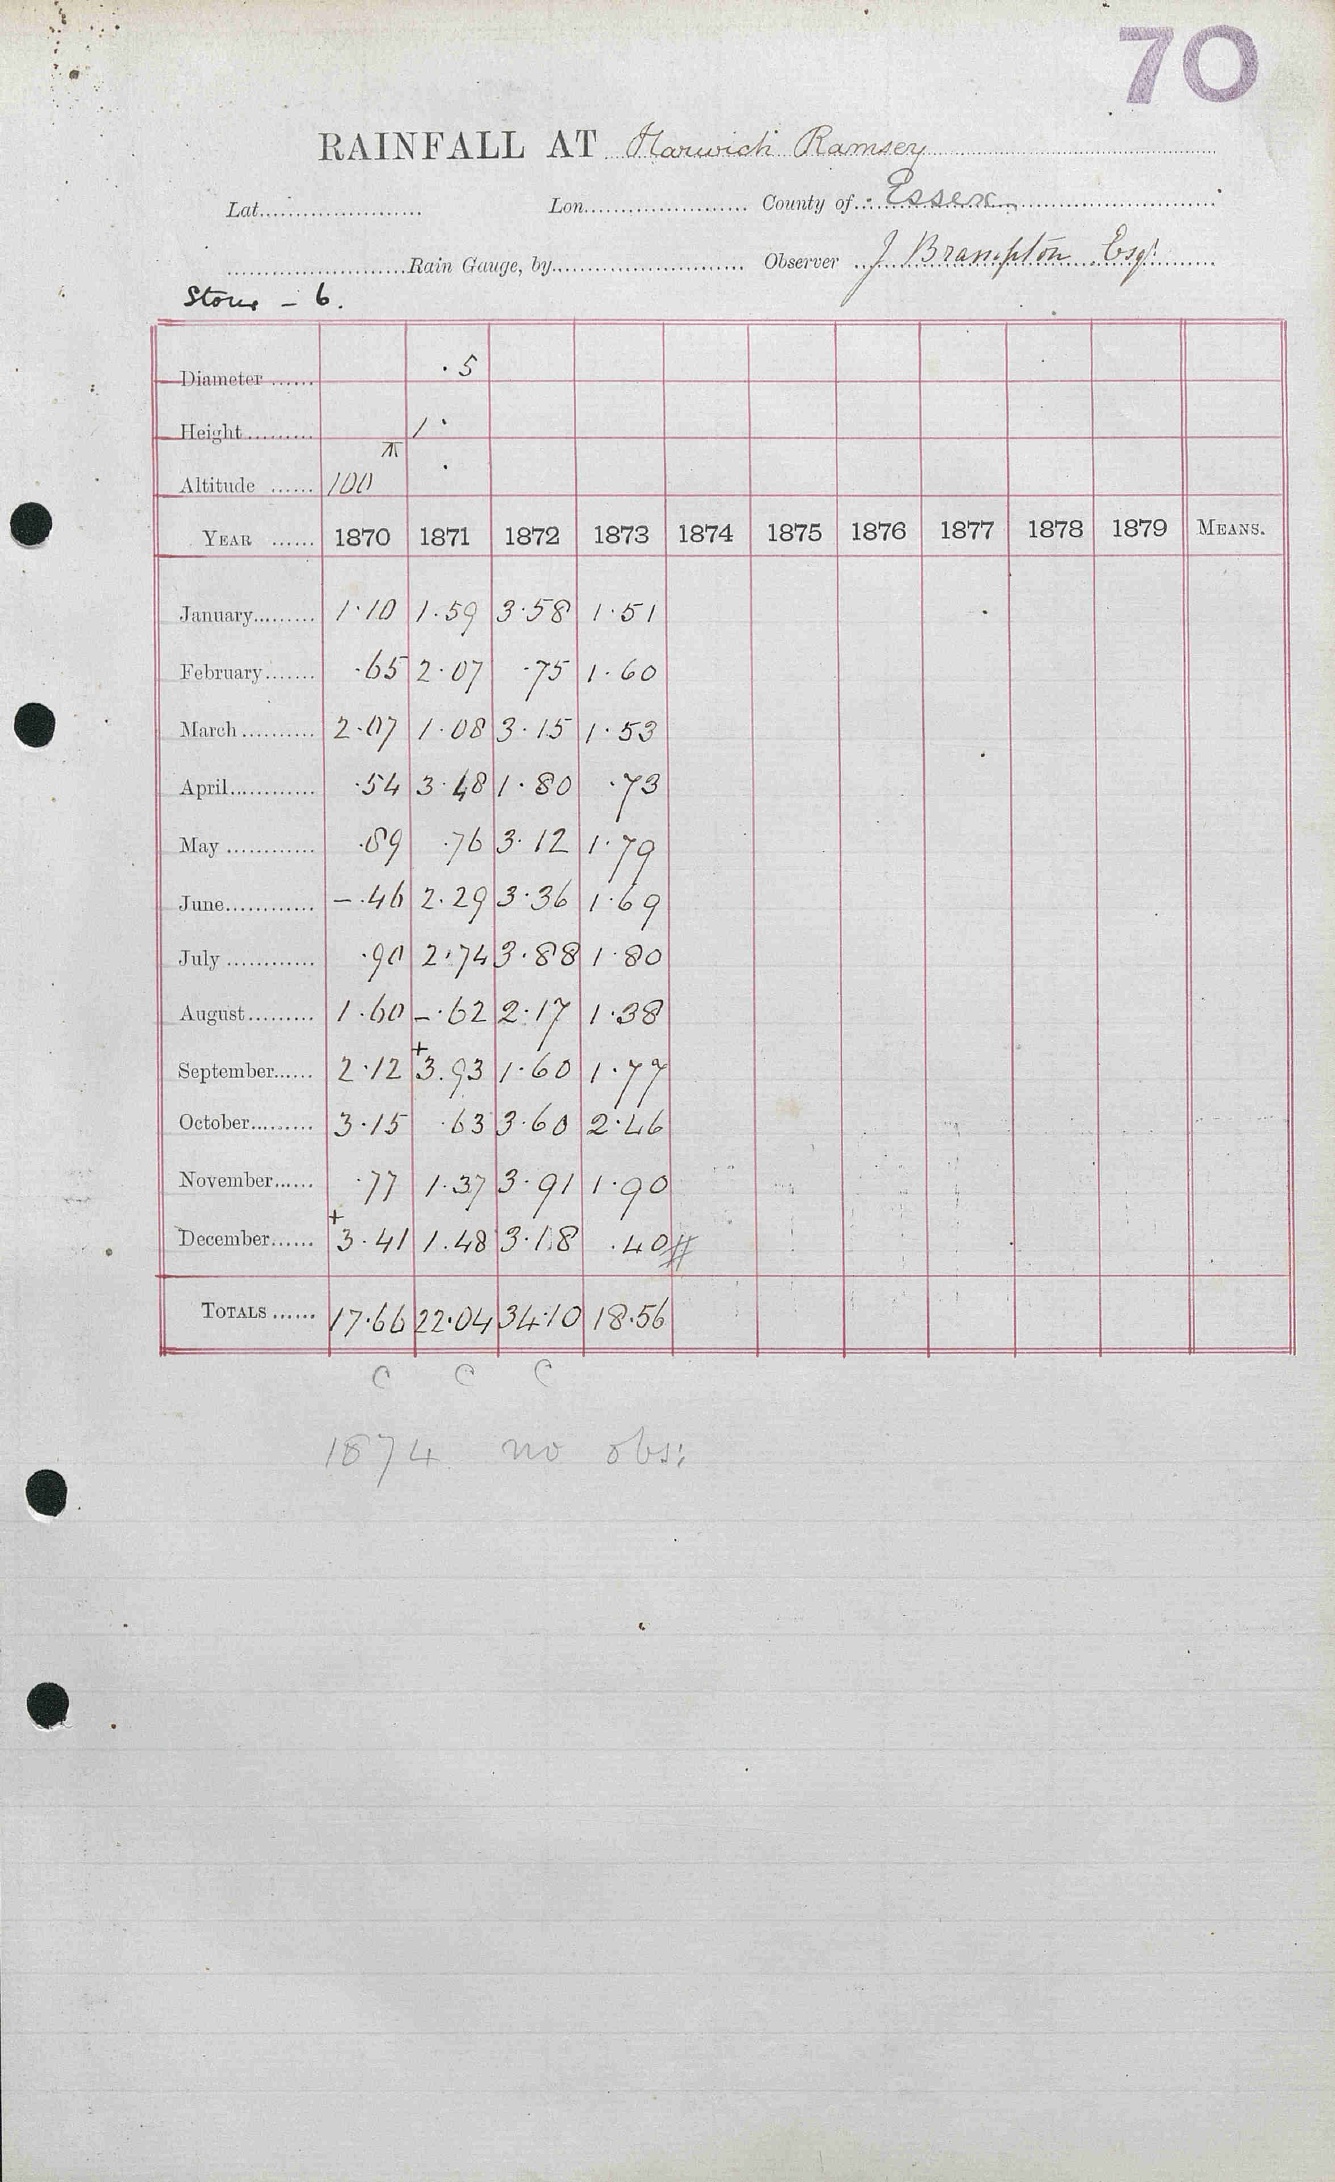 70
RAINFALL AT Harwich Ramsey
Lat. Lon. County of Essex
Rain Gauge, by Observer J Brampton Esqr
Stour - 6.
Diameter 5
Height 1
Altitude 100
YEAR 1870 1871 1872 1873 1874 1875 1876 1877 1878 1879 MEANS.
January 1.10 1.59 3.58 1.51
February .65 2.07 .75 1.60
March 2.07 1.08 3.15 1.53
April .54 3.48 1.80 .73
May .89 .76 3.12 1.79
June - .46 2.29 3.36 1.69
July .90 2.74 3.88 1.80
August 1.60 - .62 2.17 1.38
September 2.12 + 3.93 1.60 1.77
October 3.15 .63 3.60 2.46
November .77 1.37 3.91 1.90
December + 3.41 1.48 3.18 .40 #
TOTALS 17.66 22.04 34.10 18.56
C C C
1874 no obs: